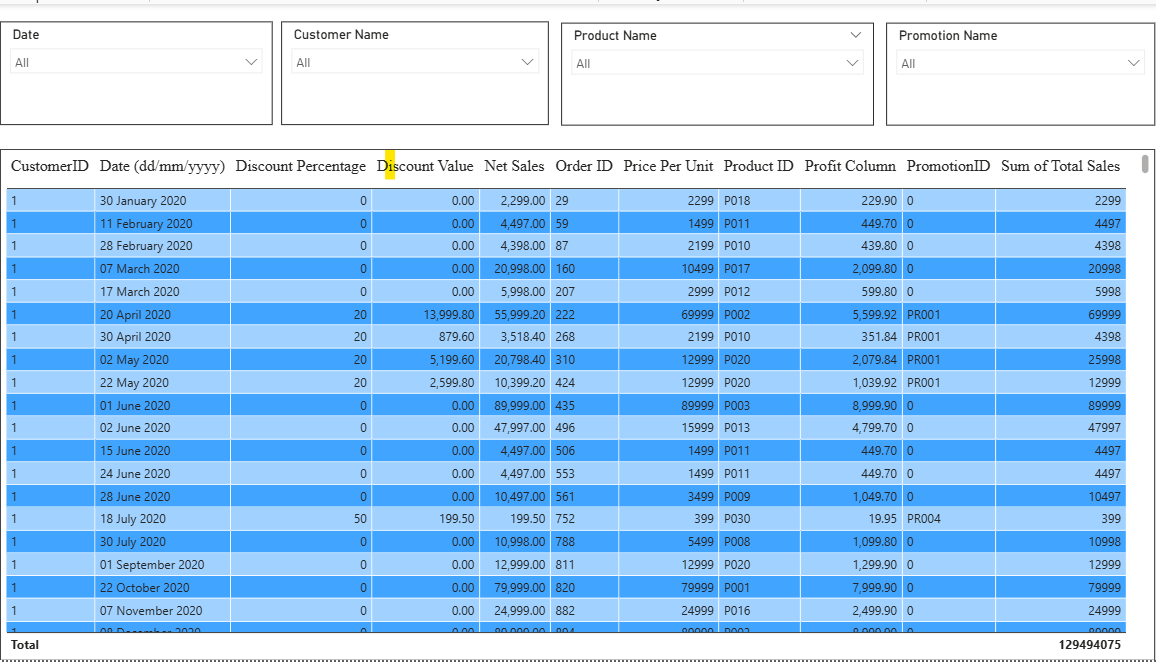 Date Customer Name Product Name Promotion Name
All All All All
CustomerID Date (dd/mm/yyyy) Discount Percentage Discount Value Net Sales Order ID Price Per Unit Product ID Profit Column PromotionID Sum of Total Sales
1 30 January 2020 0 0.00 2,299.00 29 2299 P018 229.90 0 2299
1 11 February 2020 0 0.00 4,497.00 59 1499 P011 449.70 0 4497
1 28 February 2020 0 0.00 4,398.00 87 2199 P010 439.80 0 4398
1 07 March 2020 0 0.00 20,998.00 160 10499 P017 2,099.80 0 20998
1 17 March 2020 0 0.00 5,998.00 207 2999 P012 599.80 0 5998
1 20 April 2020 20 13,999.80 55,999.20 222 69999 P002 5,599.92 PR001 69999
1 30 April 2020 20 879.60 3,518.40 268 2199 P010 351.84 PR001 4398
1 02 May 2020 20 5,199.60 20,798.40 310 12999 P020 2,079.84 PR001 25998
1 22 May 2020 20 2,599.80 10,399.20 424 12999 P020 1,039.92 PR001 12999
1 01 June 2020 0 0.00 89,999.00 435 89999 P003 8,999.90 0 89999
1 02 June 2020 0 0.00 47,997.00 496 15999 P013 4,799.70 0 47997
1 15 June 2020 0 0.00 4,497.00 506 1499 P011 449.70 0 4497
1 24 June 2020 0 0.00 4,497.00 553 1499 P011 449.70 0 4497
1 28 June 2020 0 0.00 10,497.00 561 3499 P009 1,049.70 0 10497
1 18 July 2020 50 199.50 199.50 752 399 P030 19.95 PR004 399
1 30 July 2020 0 0.00 10,998.00 788 5499 P008 1,099.80 0 10998
1 01 September 2020 0 0.00 12,999.00 811 12999 P020 1,299.90 0 12999
1 22 October 2020 0 0.00 79,999.00 820 79999 P001 7,999.90 0 79999
1 07 November 2020 0 0.00 24,999.00 882 24999 P016 2,499.90 0 24999
Total 129494075